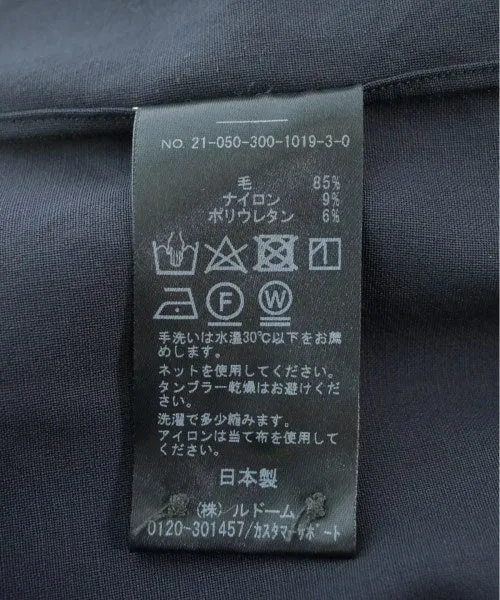 NO. 21-050-300-1019-3-0
毛 85%
ナイロン 9%
ポリウレタン 6%
F W
手洗いは水温30℃以下をお薦
めします。
ネットを使用してください。
タンブラー乾燥はお避けくだ
さい。
洗濯で多少縮みます。
アイロンは当て布を使用して
ください。
日本製
(株)ルドーム
0120-301457/カスタマーサポート